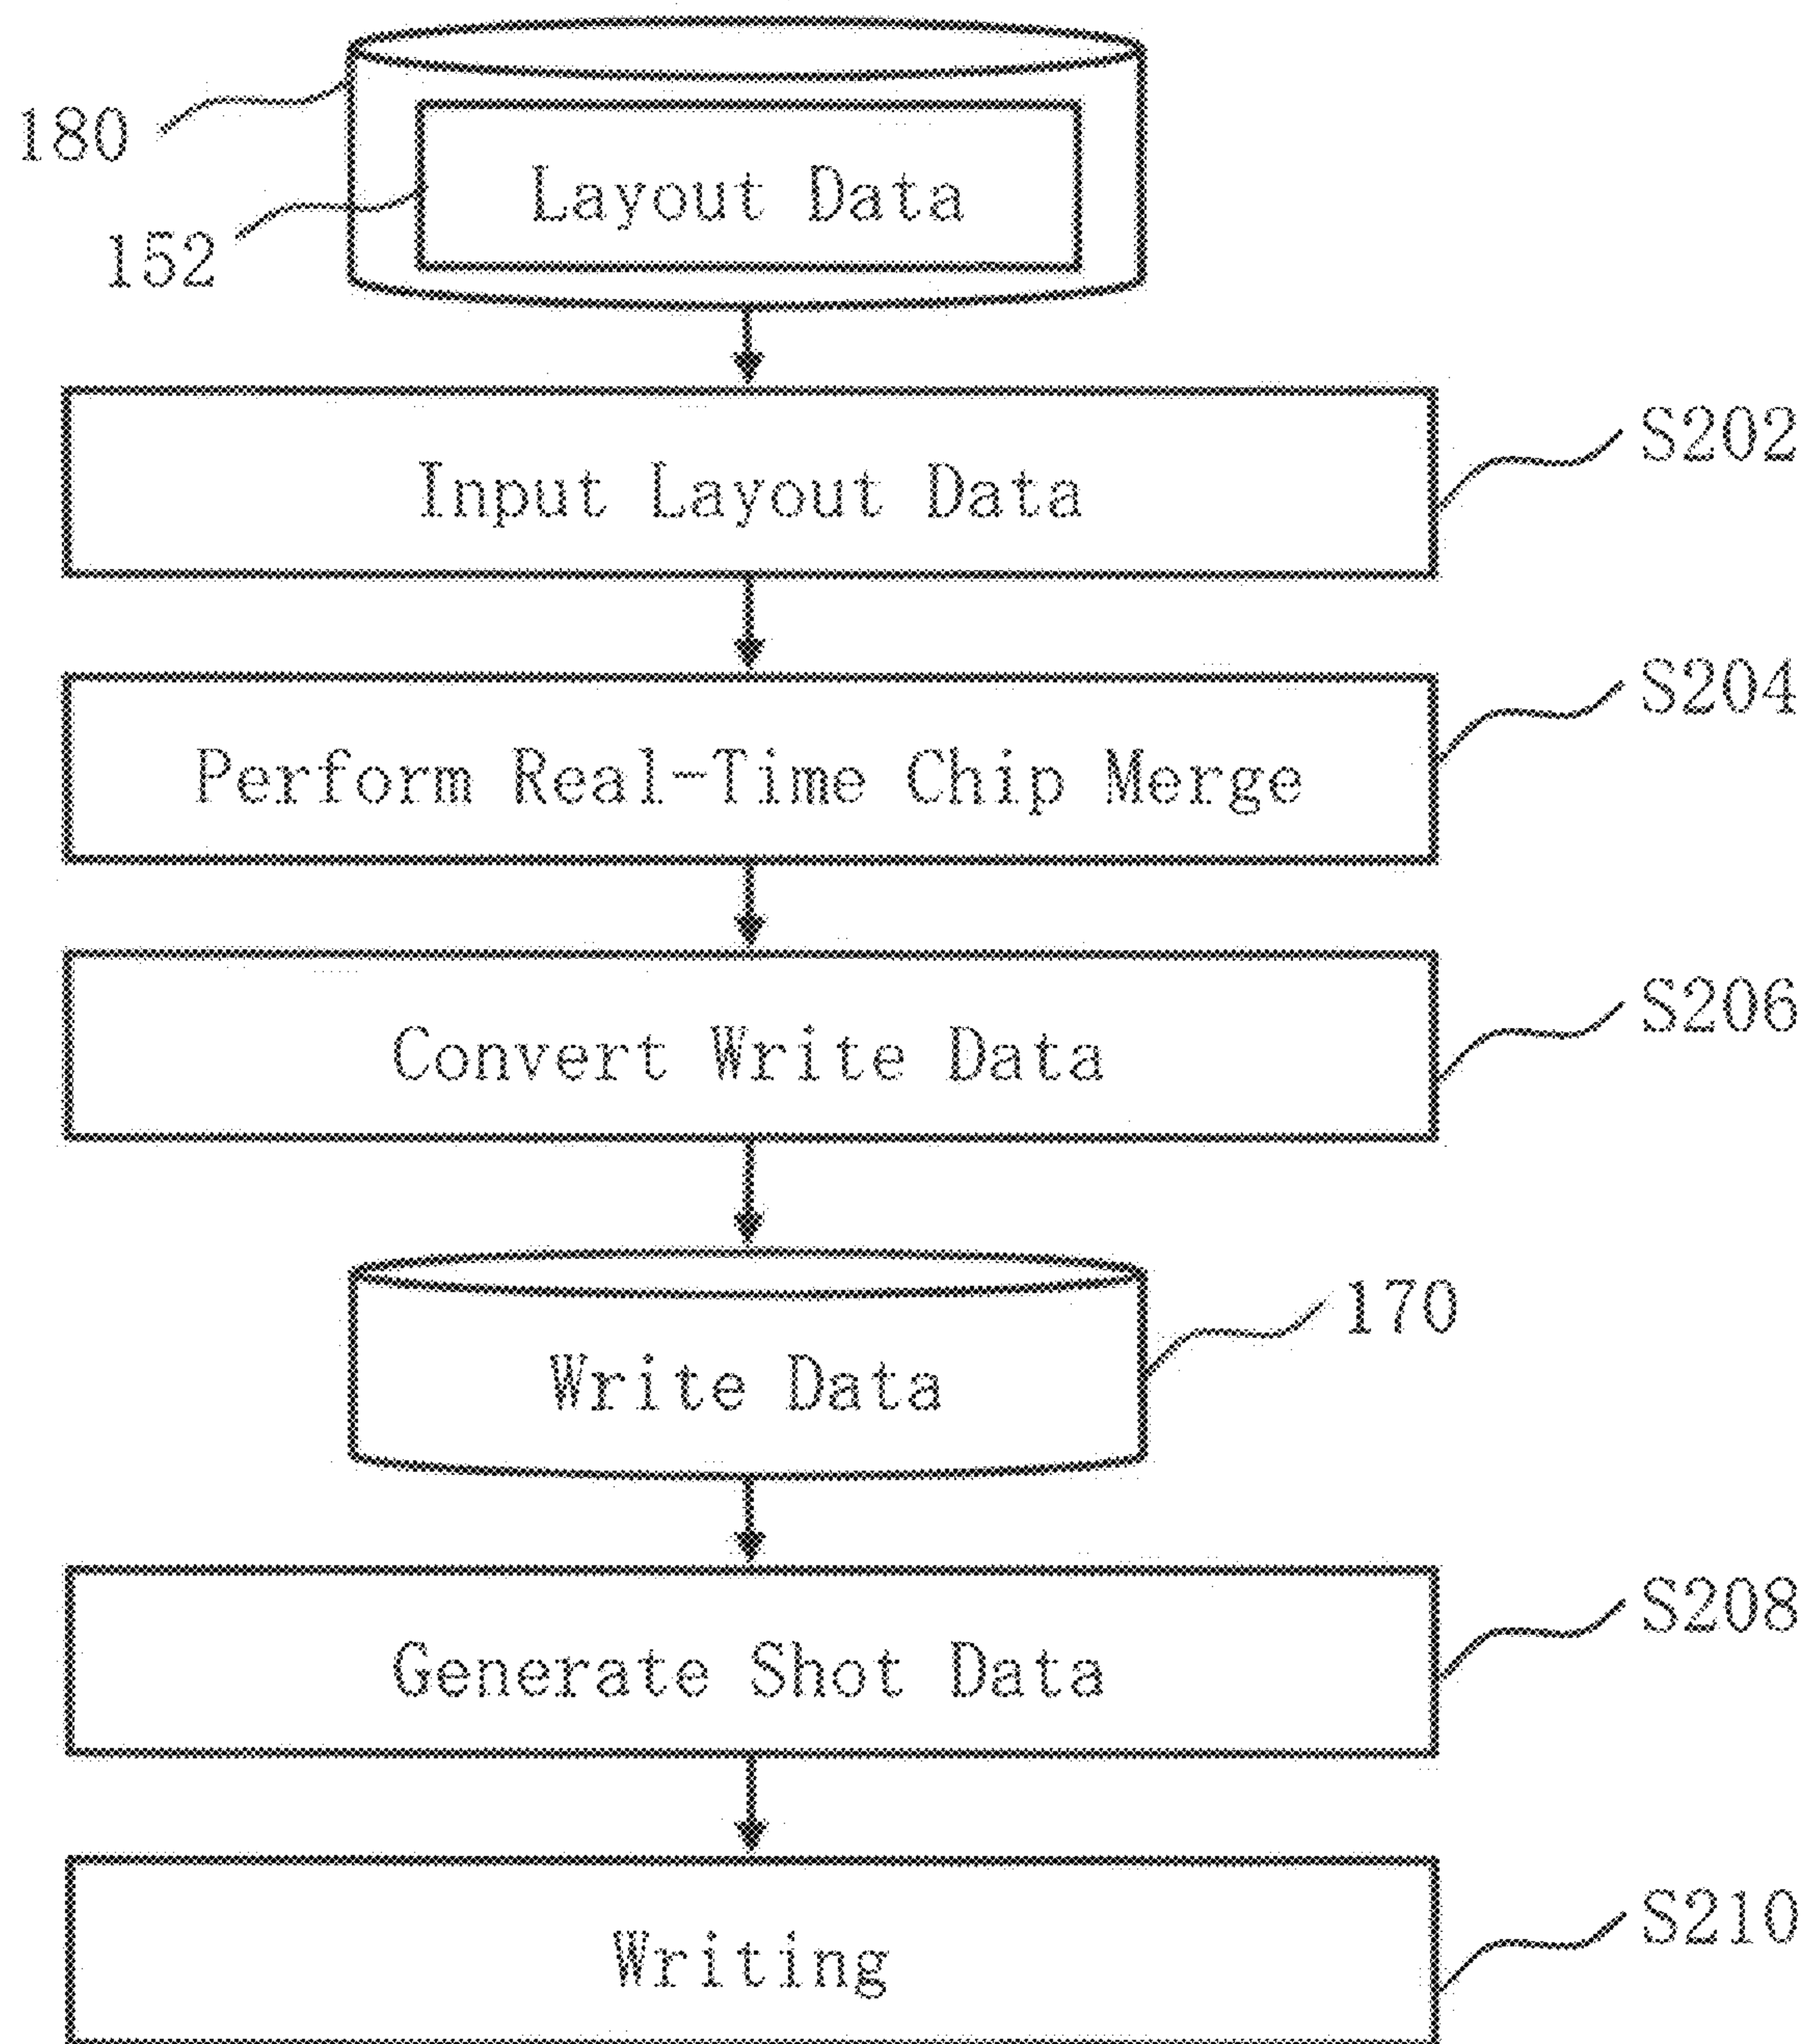 180
Layout Data
152
S202
Input Layout Data
S204
Perform Real-Time Chip Merge
S206
Convert Write Data
170
Write Data
S208
Generate Shot Data
S210
Writing